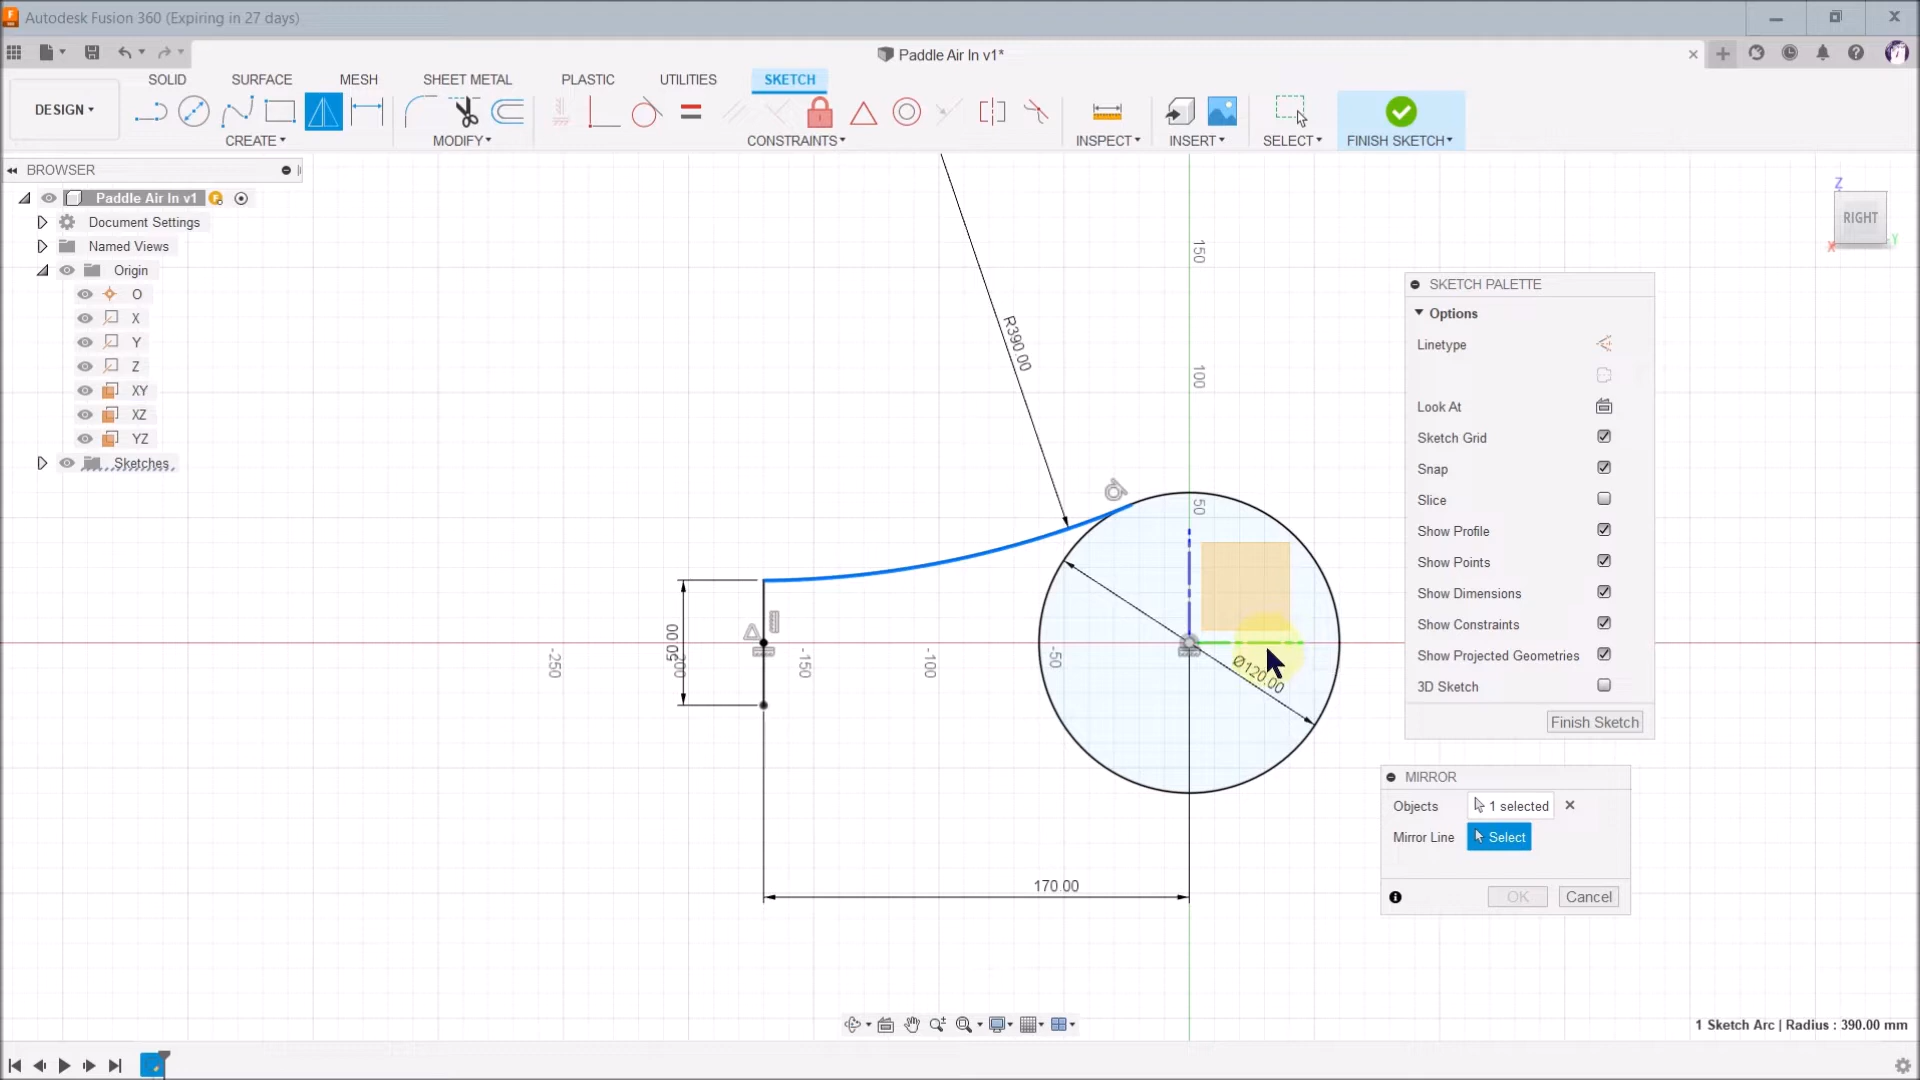 Autodesk Fusion 360 (Expiring in 27 days)
Paddle Air In v1*
SOLID
SURFACE
MESH
SHEET METAL
PLASTIC
UTILITIES
SKETCH
DESIGN
CREATE
MODIFY
CONSTRAINTS
INSPECT
INSERT
SELECT
FINISH SKETCH
BROWSER
Paddle Air In v1
Document Settings
Named Views
Origin
O
X
Y
Z
XY
XZ
YZ
Sketches
Z
RIGHT
X
Y
150
100
50
R390.00
50.00
-250
-150
-100
-50
Ø120.00
170.00
SKETCH PALETTE
Options
Linetype
Look At
Sketch Grid
Snap
Slice
Show Profile
Show Points
Show Dimensions
Show Constraints
Show Projected Geometries
3D Sketch
Finish Sketch
MIRROR
Objects 1 selected
Mirror Line Select
OK Cancel
1 Sketch Arc | Radius : 390.00 mm